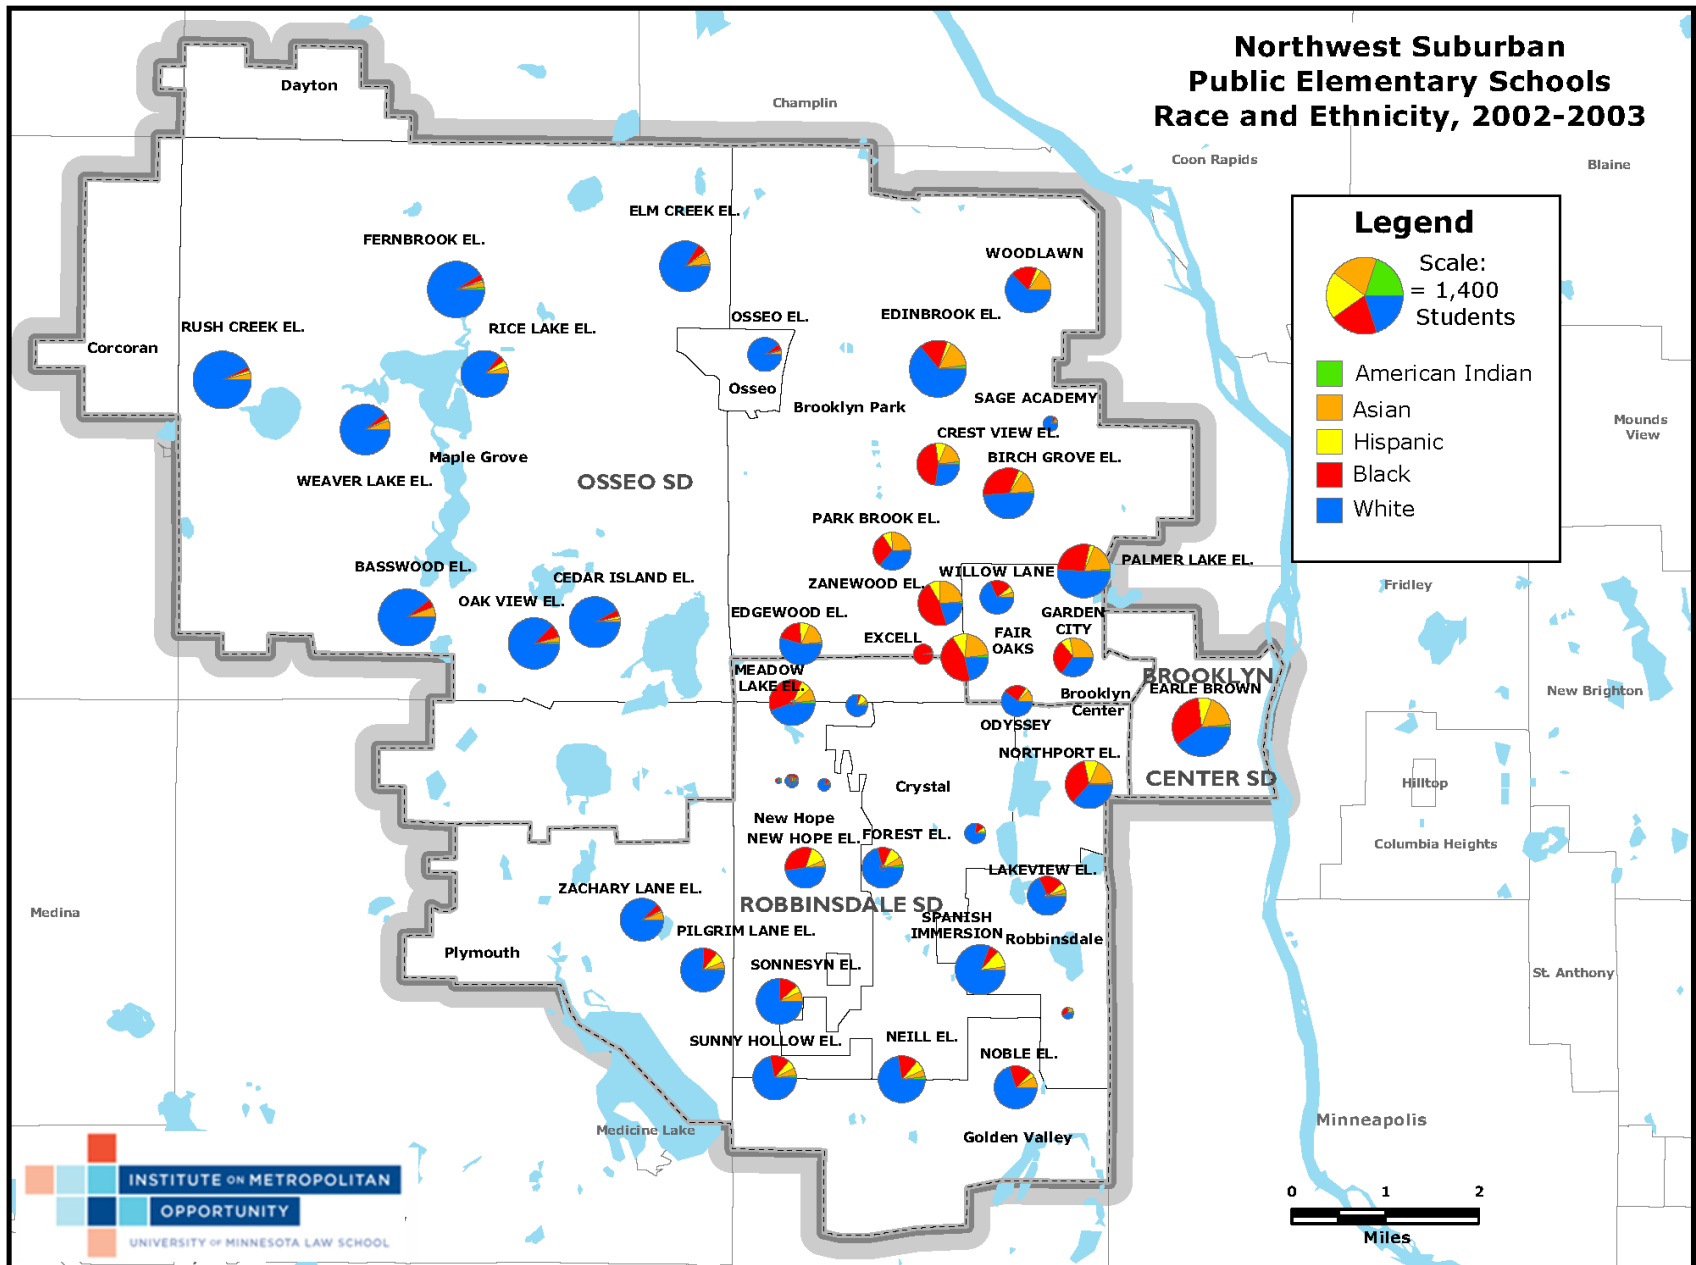 Northwest Suburban
Public Elementary Schools
Race and Ethnicity, 2002-2003
Dayton
Champlin
Coon Rapids
Blaine
Legend
Scale:
= 1,400
Students
American Indian
Asian
Hispanic
Black
White
ELM CREEK EL.
FERNBROOK EL.
WOODLAWN
RUSH CREEK EL.
RICE LAKE EL.
OSSEO EL.
EDINBROOK EL.
Corcoran
Osseo
Brooklyn Park
SAGE ACADEMY
Mounds
View
CREST VIEW EL.
Maple Grove
BIRCH GROVE EL.
WEAVER LAKE EL.
OSSEO SD
PARK BROOK EL.
BASSWOOD EL.
CEDAR ISLAND EL.
WILLOW LANE
PALMER LAKE EL.
ZANEWOOD EL.
Fridley
OAK VIEW EL.
EDGEWOOD EL.
GARDEN
CITY
EXCELL
FAIR
OAKS
MEADOW
LAKE EL.
BROOKLYN
EARLE BROWN
Brooklyn
Center
New Brighton
ODYSSEY
NORTHPORT EL.
CENTER SD
Crystal
Hilltop
New Hope
NEW HOPE EL.
FOREST EL.
Columbia Heights
LAKEVIEW EL.
ZACHARY LANE EL.
ROBBINSDALE SD
Medina
SPANISH
IMMERSION
PILGRIM LANE EL.
Robbinsdale
Plymouth
SONNESYN EL.
St. Anthony
SUNNY HOLLOW EL.
NEILL EL.
NOBLE EL.
Minneapolis
Medicine Lake
Golden Valley
INSTITUTE ON METROPOLITAN
OPPORTUNITY
UNIVERSITY OF MINNESOTA LAW SCHOOL
0 1 2
Miles